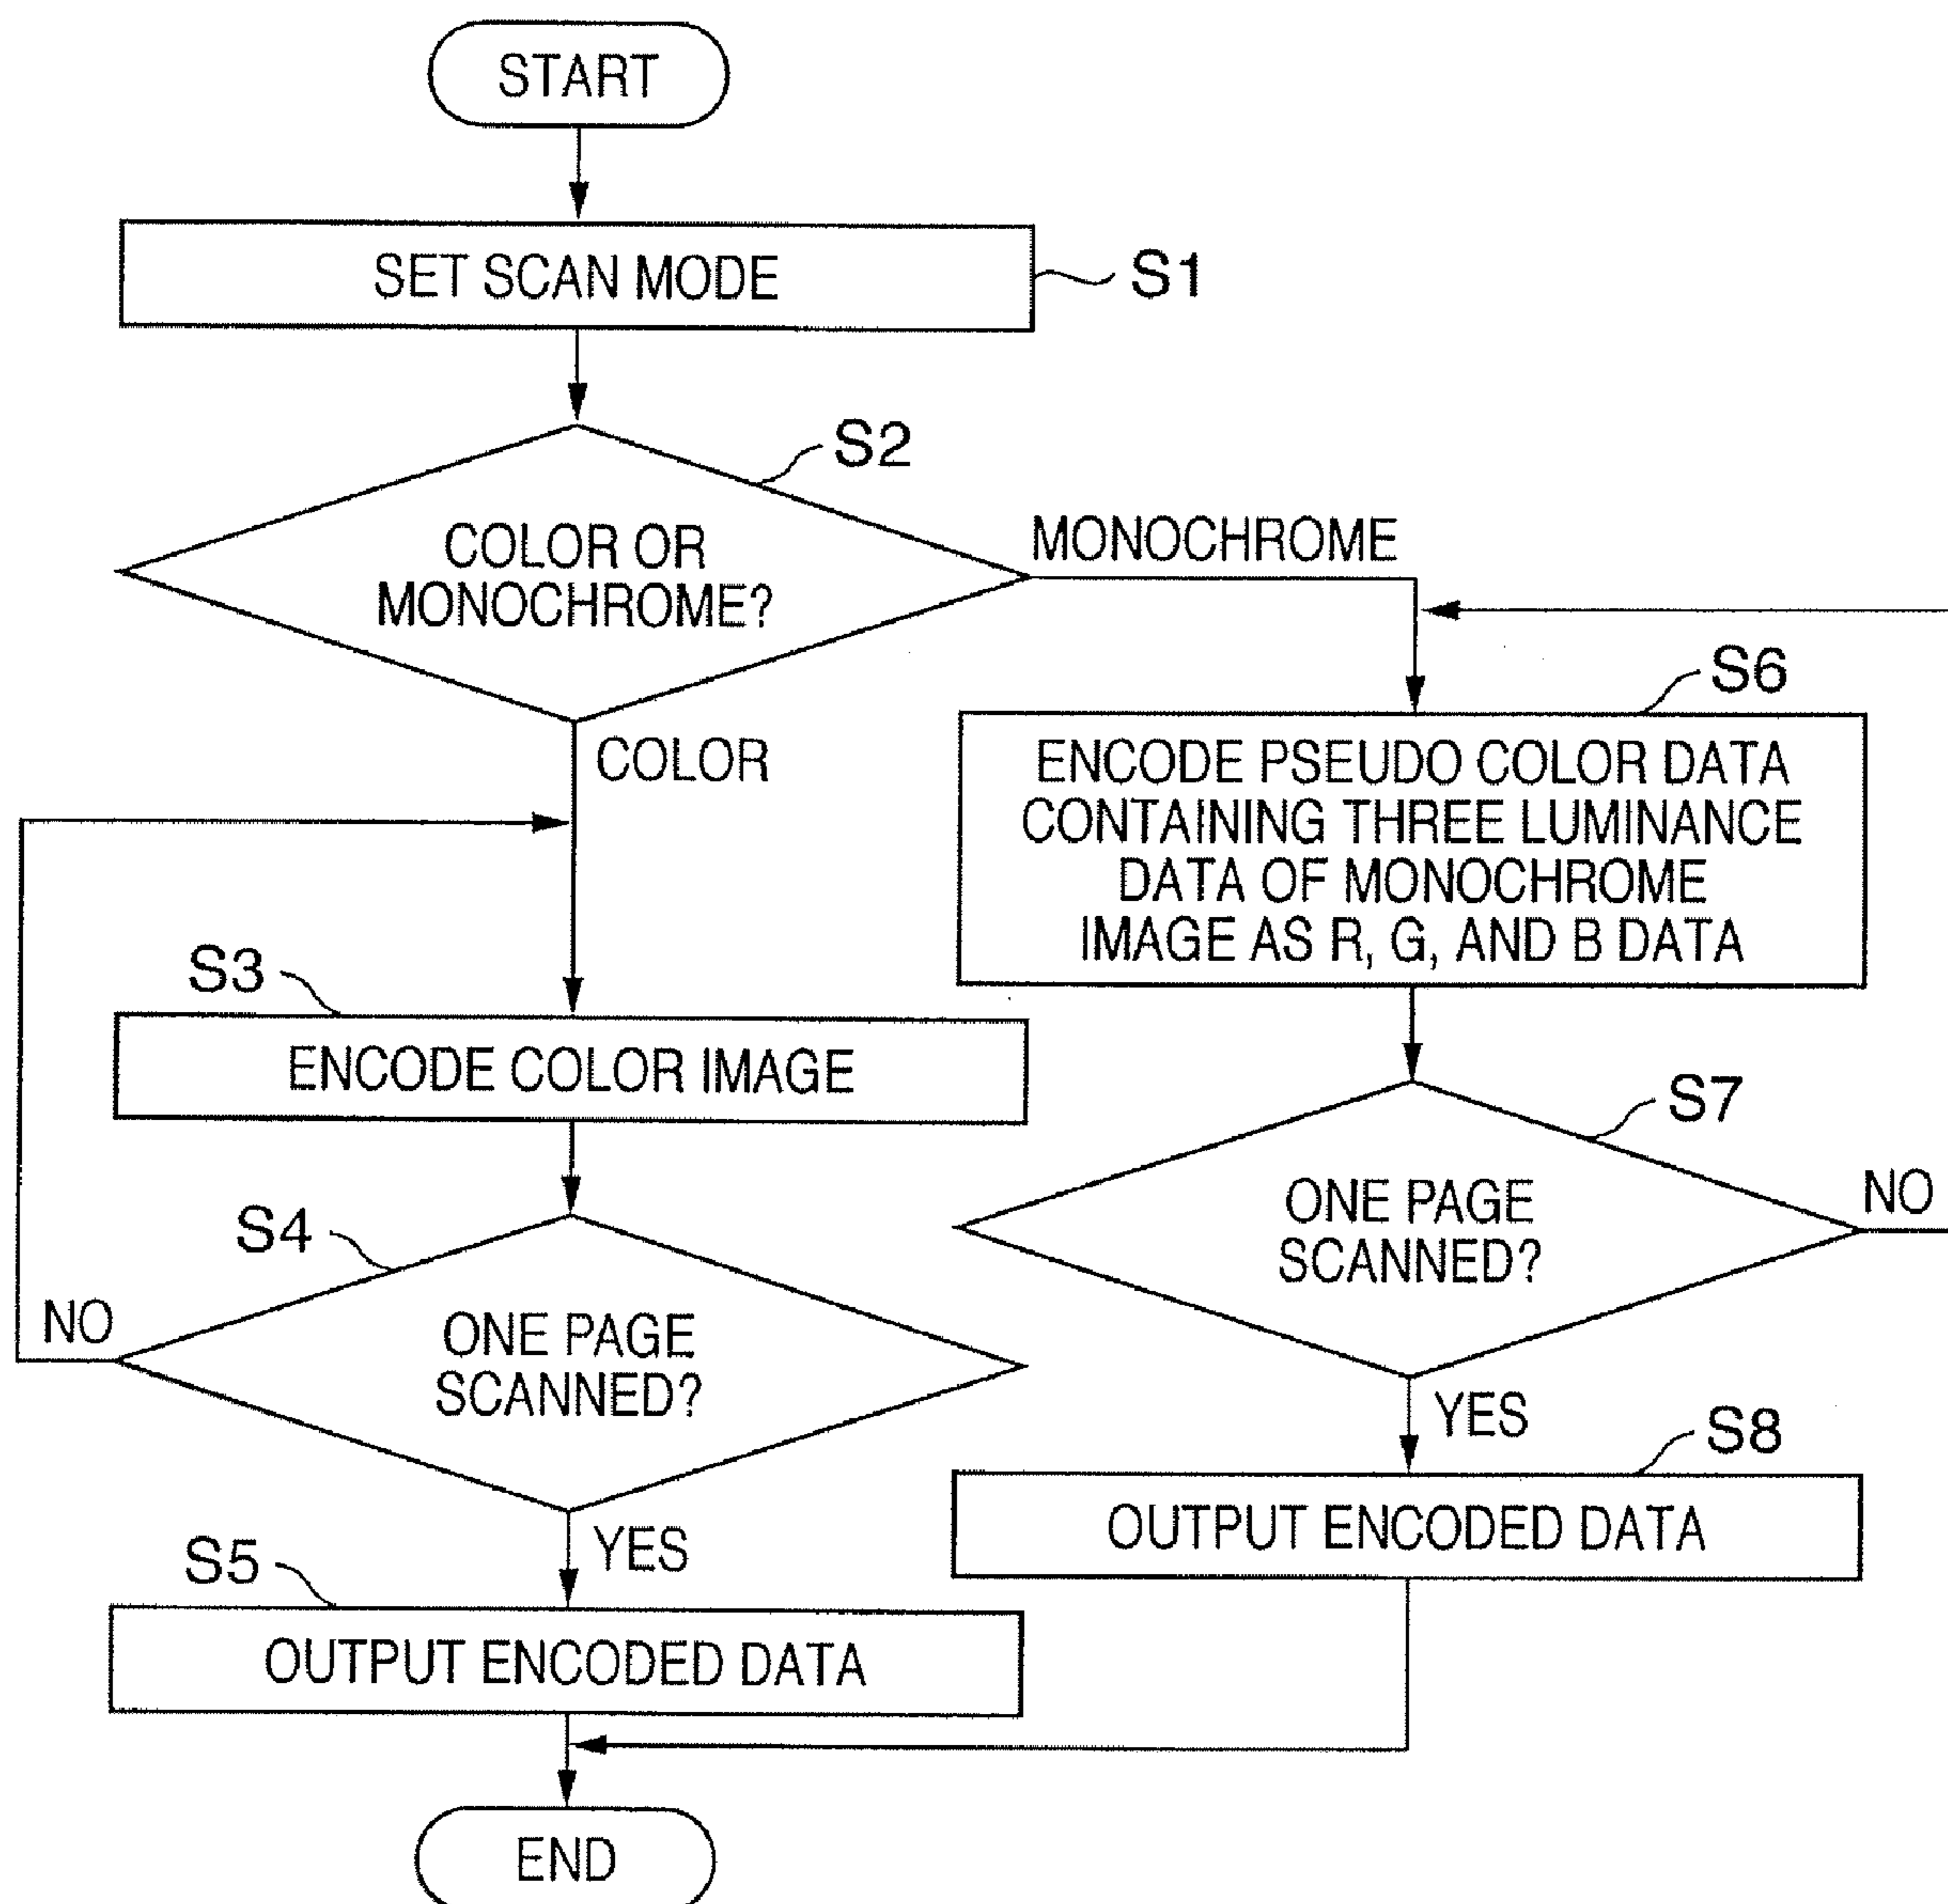 START
SET SCAN MODE
S1
S2
COLOR OR
MONOCHROME?
MONOCHROME
COLOR
S3
ENCODE COLOR IMAGE
S4
ONE PAGE
SCANNED?
NO
YES
S5
OUTPUT ENCODED DATA
S6
ENCODE PSEUDO COLOR DATA
CONTAINING THREE LUMINANCE
DATA OF MONOCHROME
IMAGE AS R, G, AND B DATA
S7
ONE PAGE
SCANNED?
NO
YES
S8
OUTPUT ENCODED DATA
END